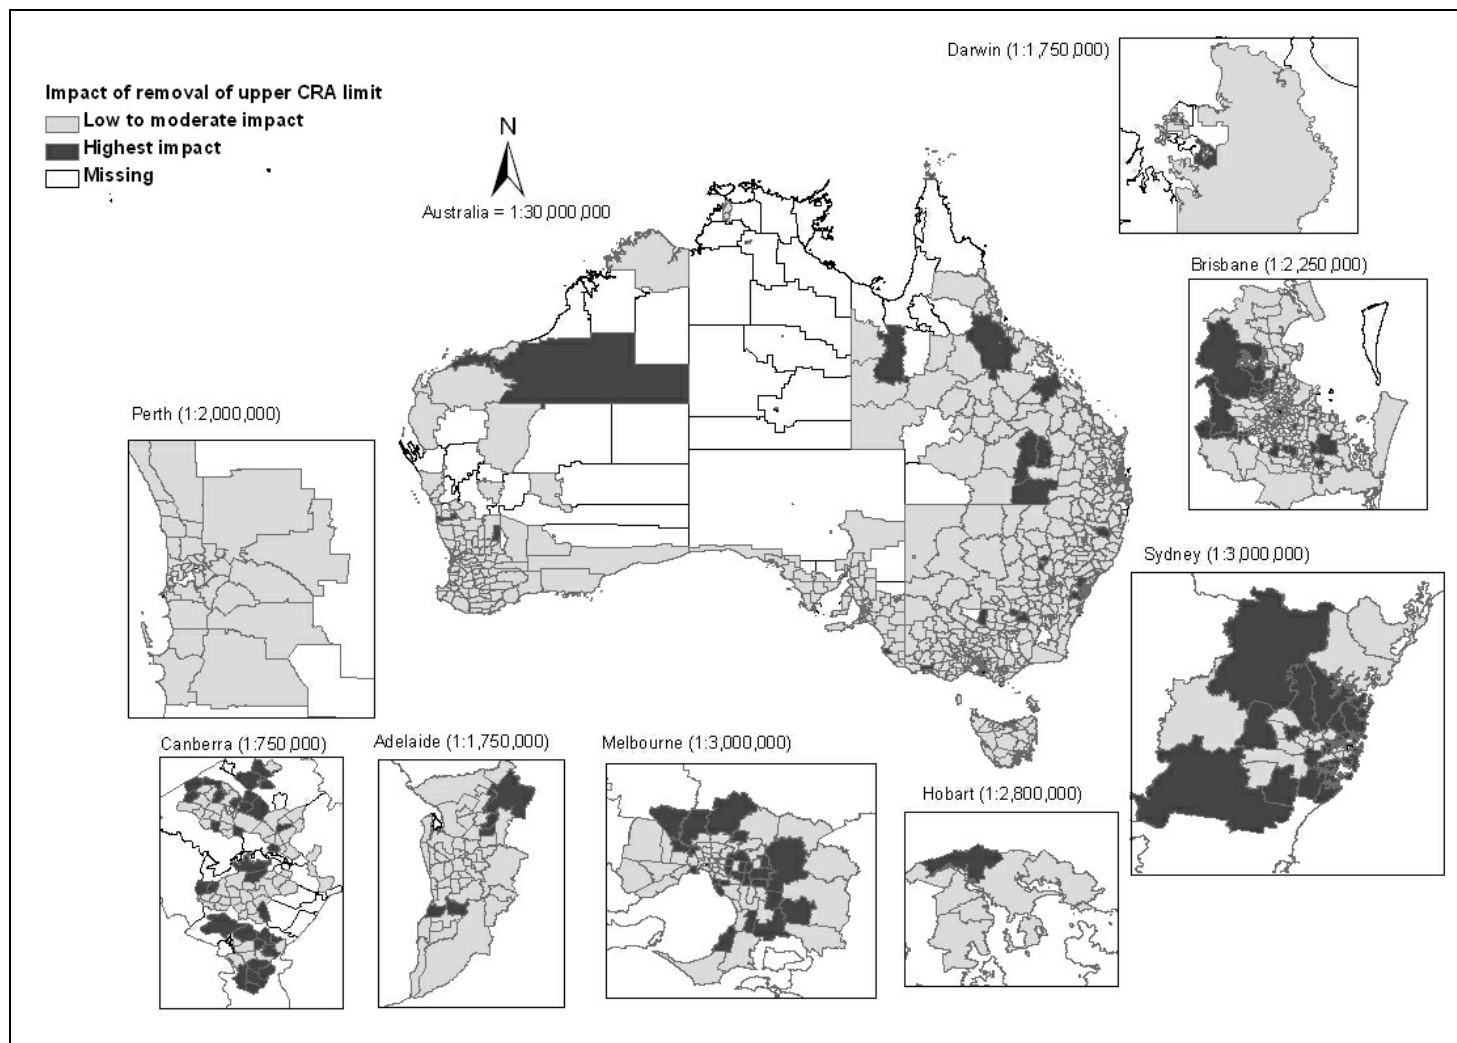 Darwin (1:1,750,000)
Impact of removal of upper CRA limit
Low to moderate impact
Highest impact
Missing
N
Australia = 1:30,000,000
Brisbane (1:2,250,000)
Perth (1:2,000,000)
Sydney (1:3,000,000)
Canberra (1:750,000)
Adelaide (1:1,750,000)
Melbourne (1:3,000,000)
Hobart (1:2,800,000)